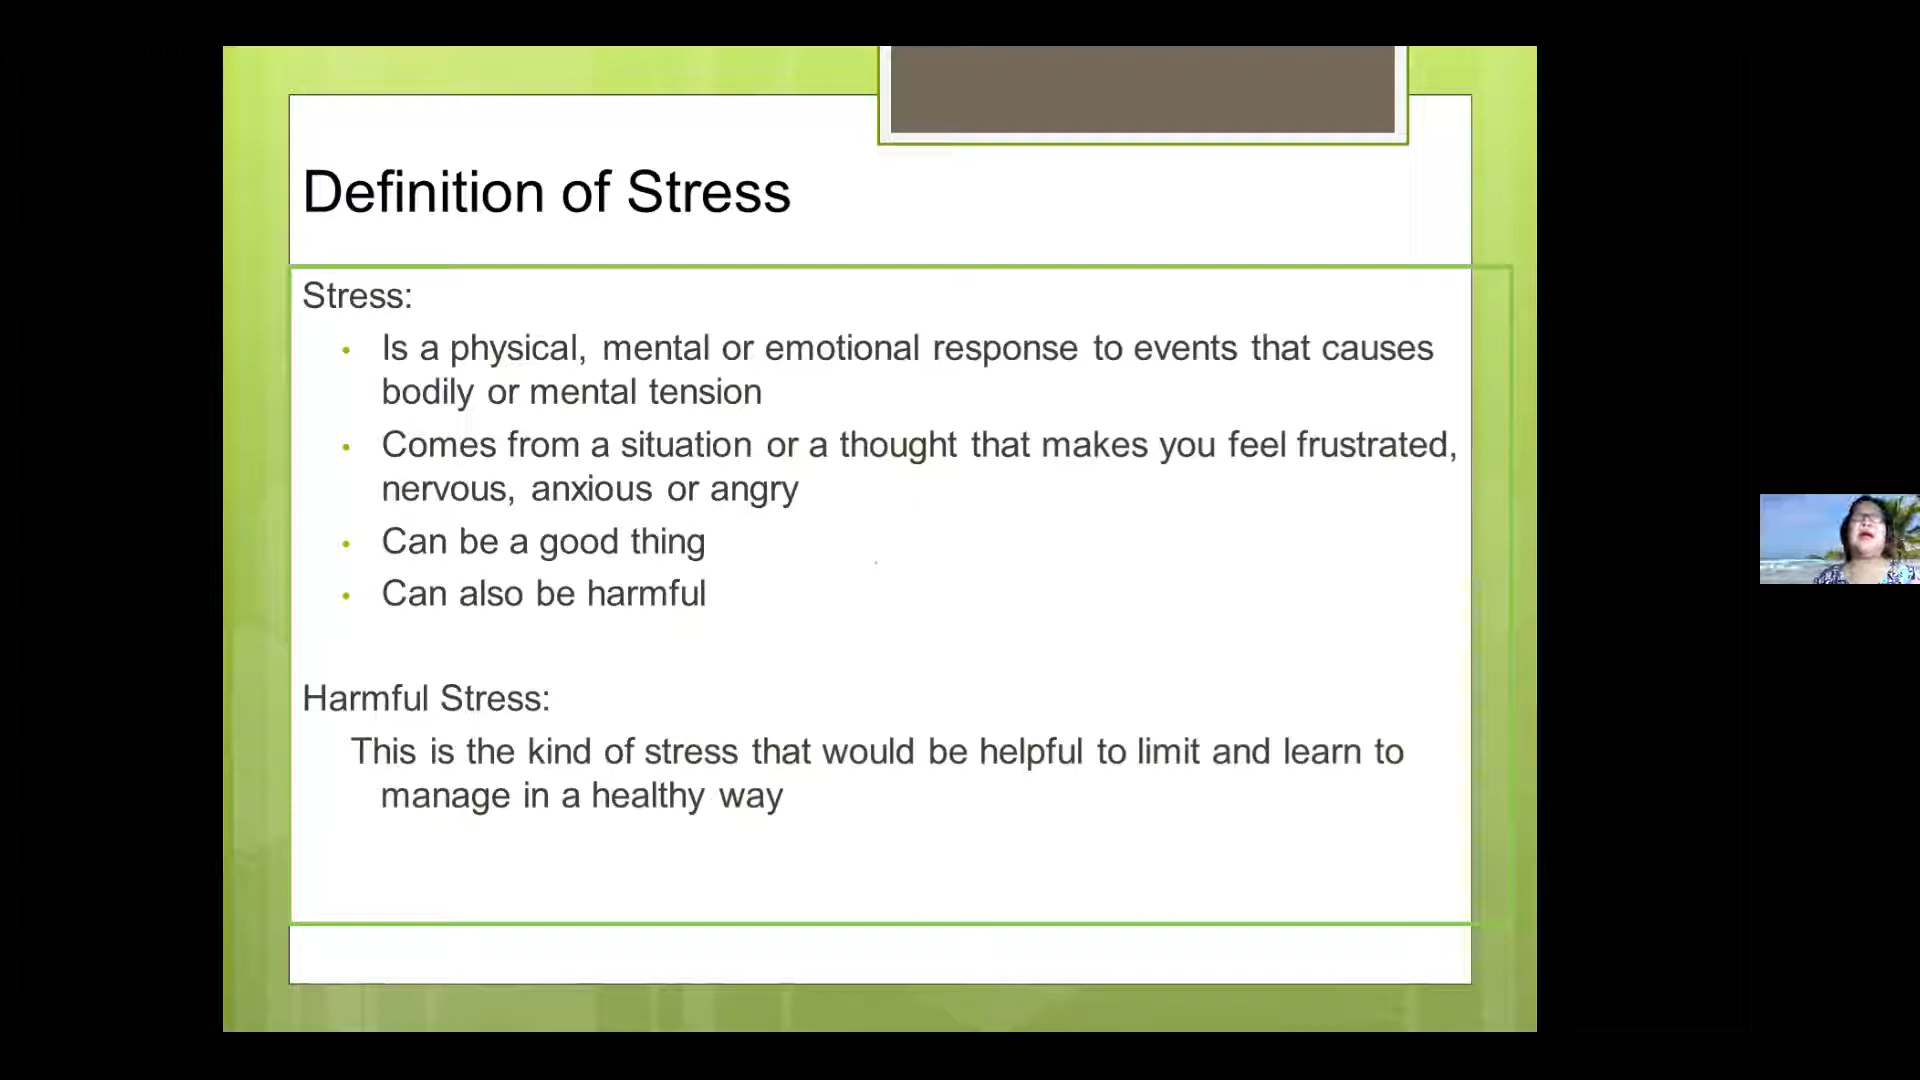 Definition of Stress
Stress:
• Is a physical, mental or emotional response to events that causes
bodily or mental tension
• Comes from a situation or a thought that makes you feel frustrated,
nervous, anxious or angry
• Can be a good thing
• Can also be harmful
Harmful Stress:
This is the kind of stress that would be helpful to limit and learn to
manage in a healthy way